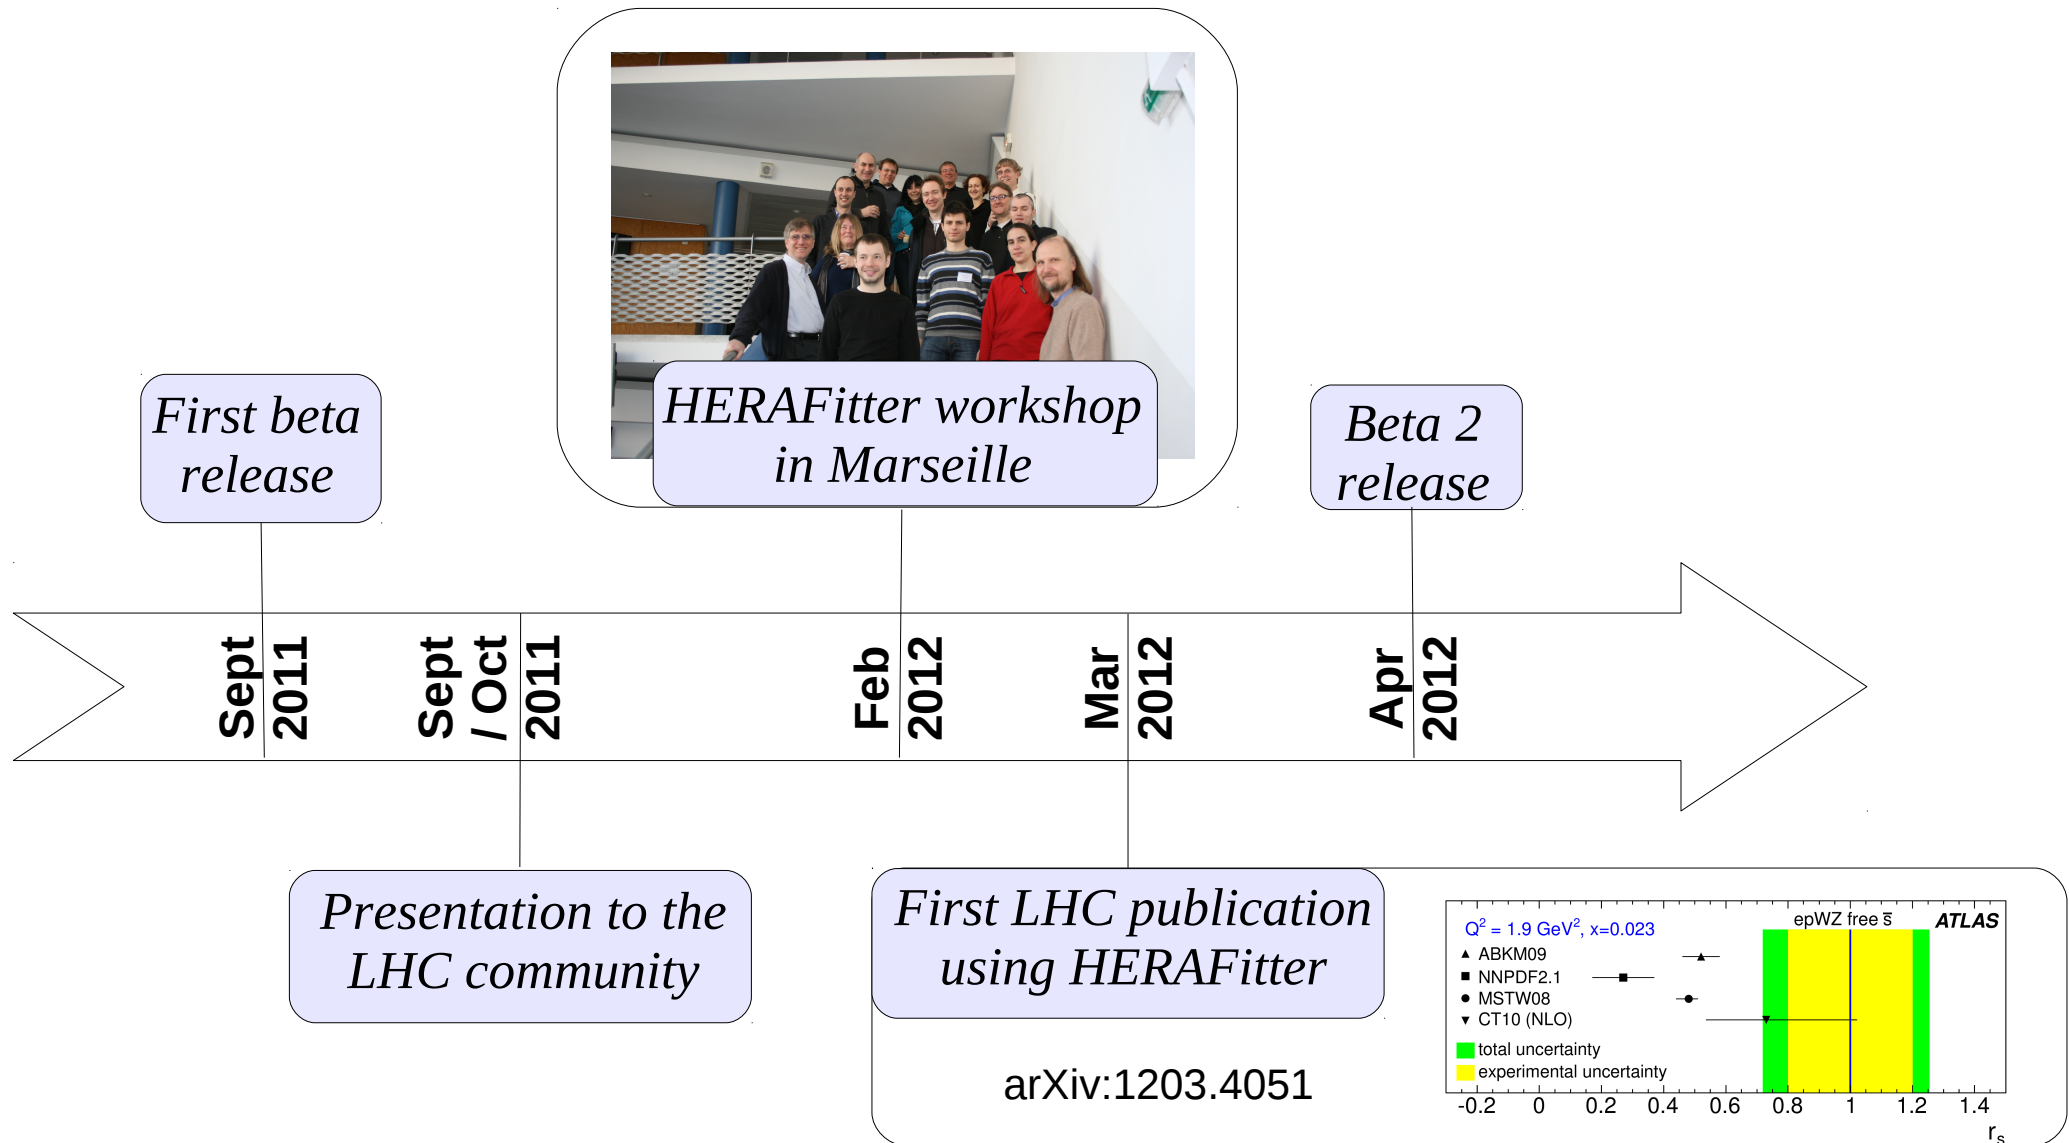 First beta
release
HERAFitter workshop
in Marseille
Beta 2
release
Sept
2011
Sept
/ Oct
2011
Feb
2012
Mar
2012
Apr
2012
Presentation to the
LHC community
First LHC publication
using HERAFitter
arXiv:1203.4051
Q² = 1.9 GeV², x=0.023
epWZ free s̅
ATLAS
▲ ABKM09
■ NNPDF2.1
● MSTW08
▼ CT10 (NLO)
total uncertainty
experimental uncertainty
-0.2 0 0.2 0.4 0.6 0.8 1 1.2 1.4
rₛ